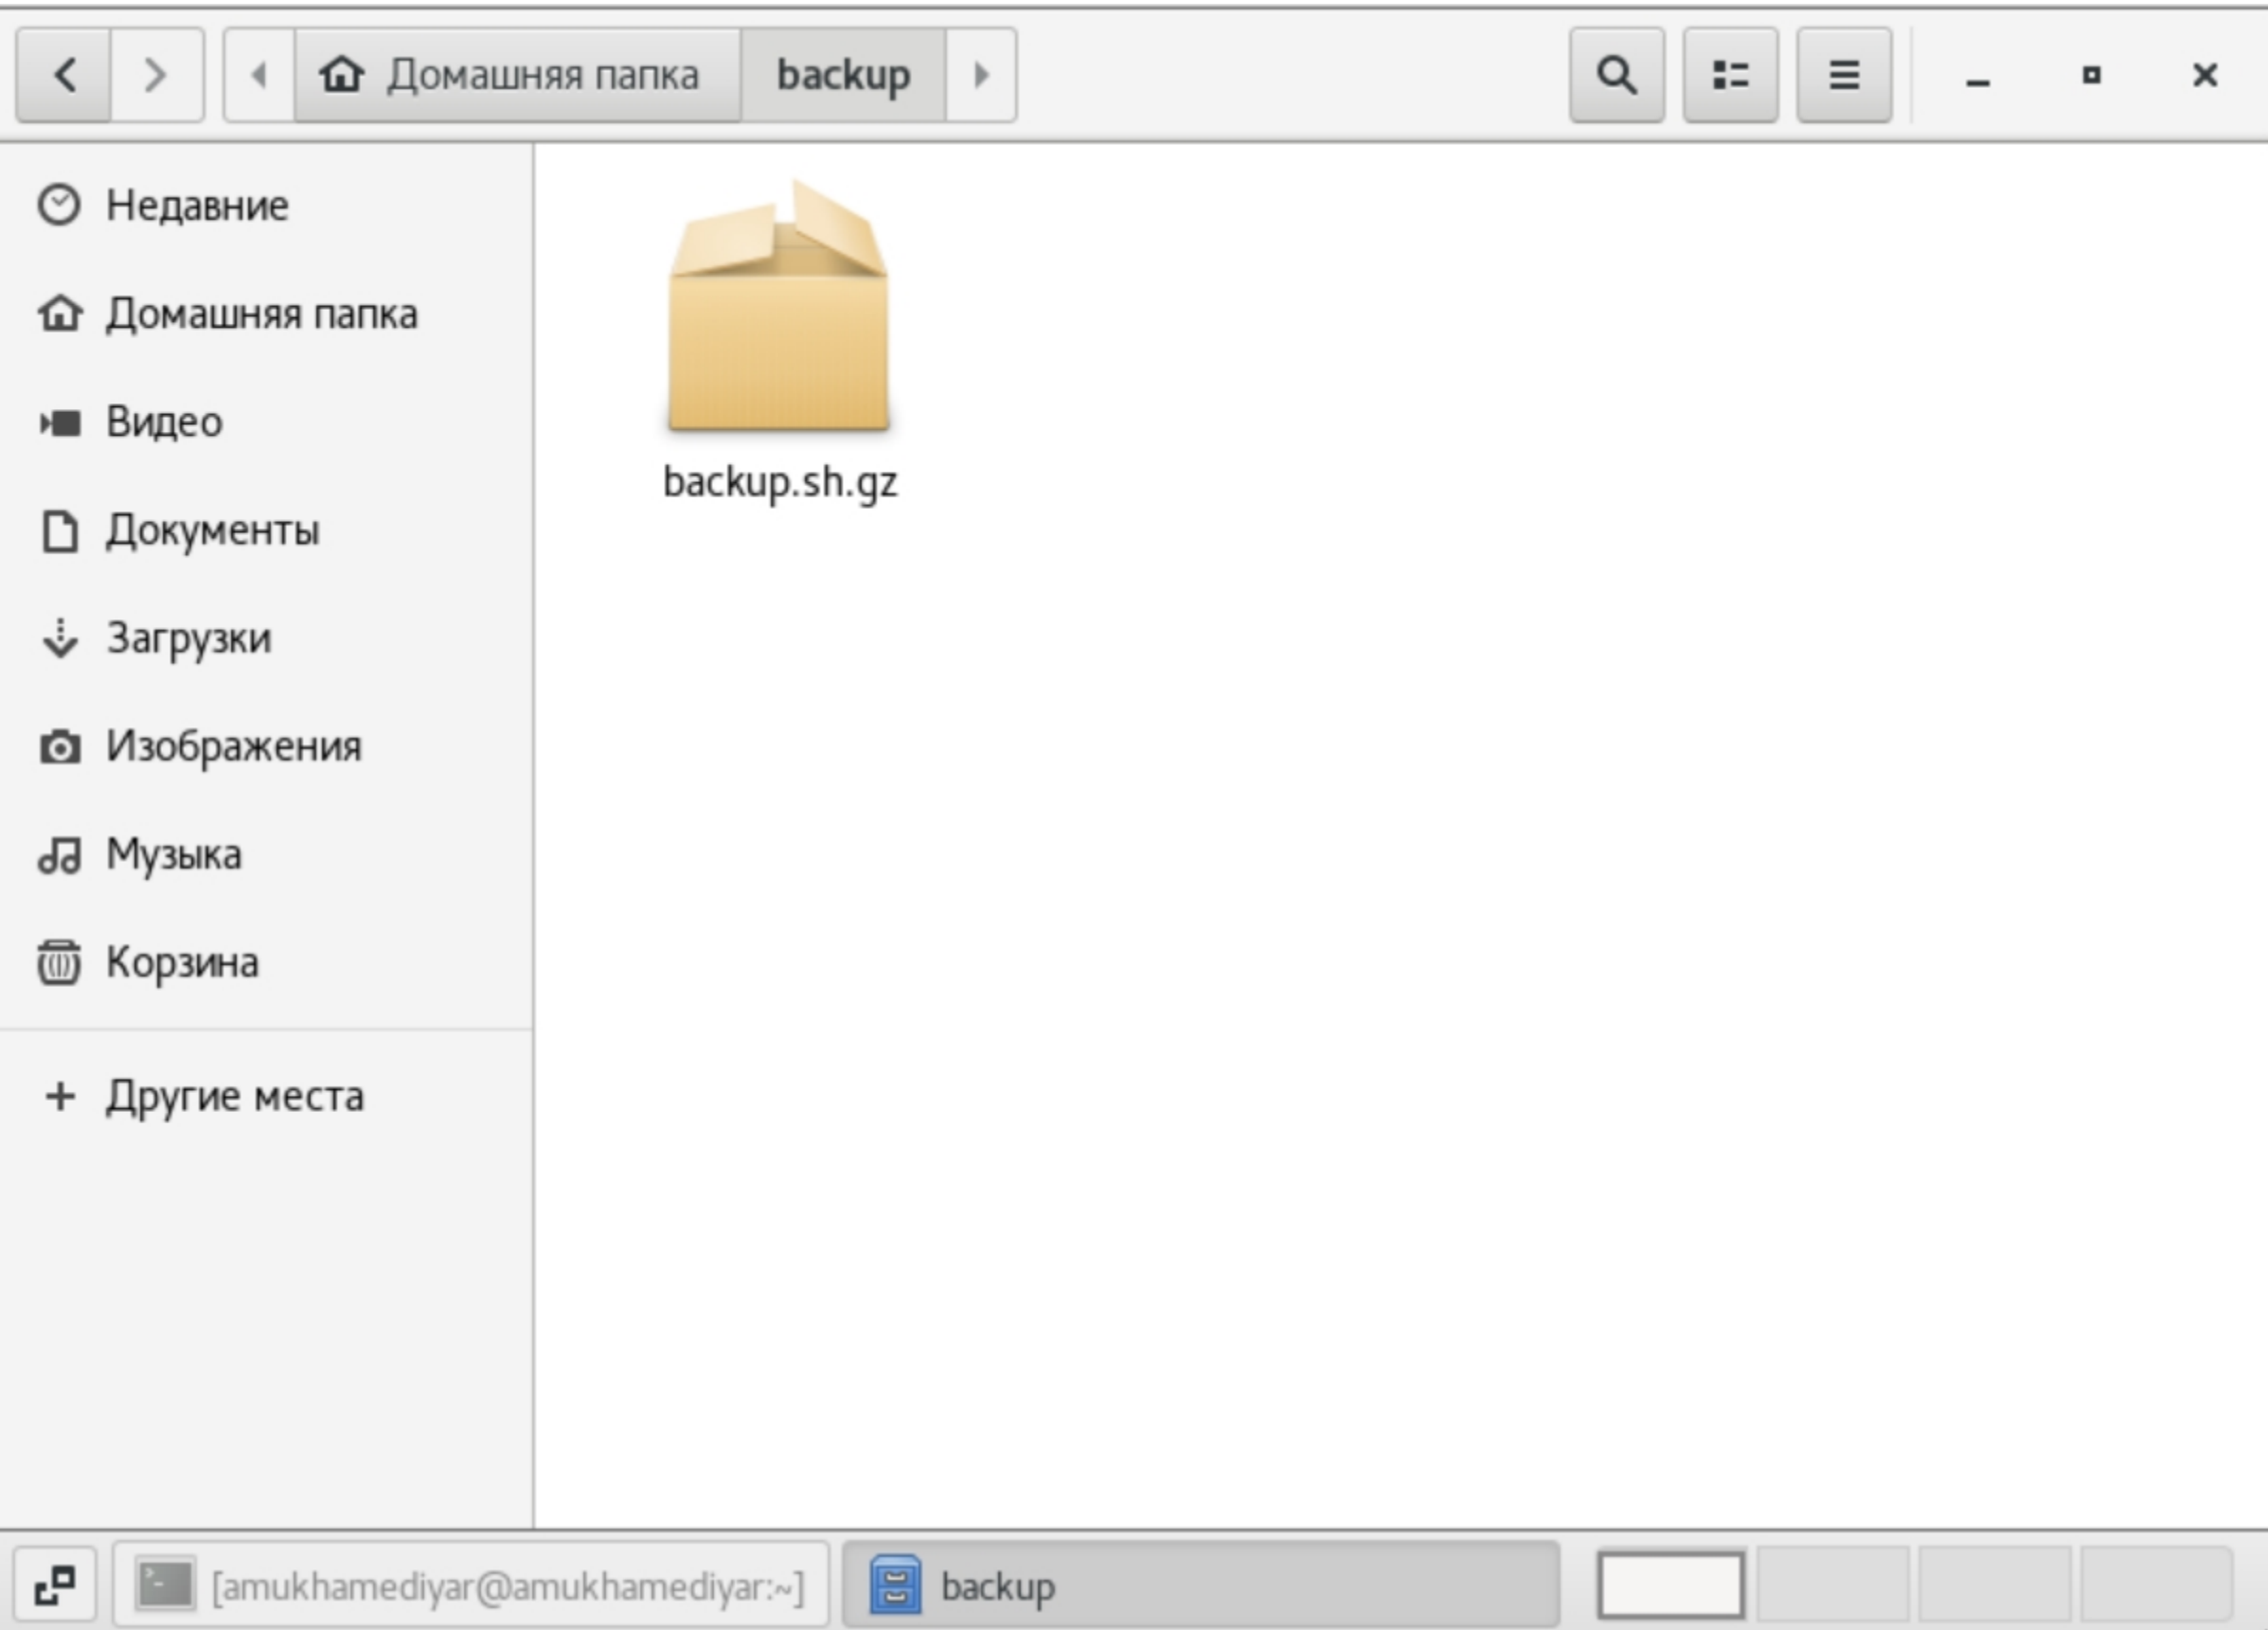 Домашняя папка
backup
Недавние
Домашняя папка
Видео
Документы
Загрузки
Изображения
Музыка
Корзина
Другие места
backup.sh.gz
[amukhamediyar@amukhamediyar:~]
backup